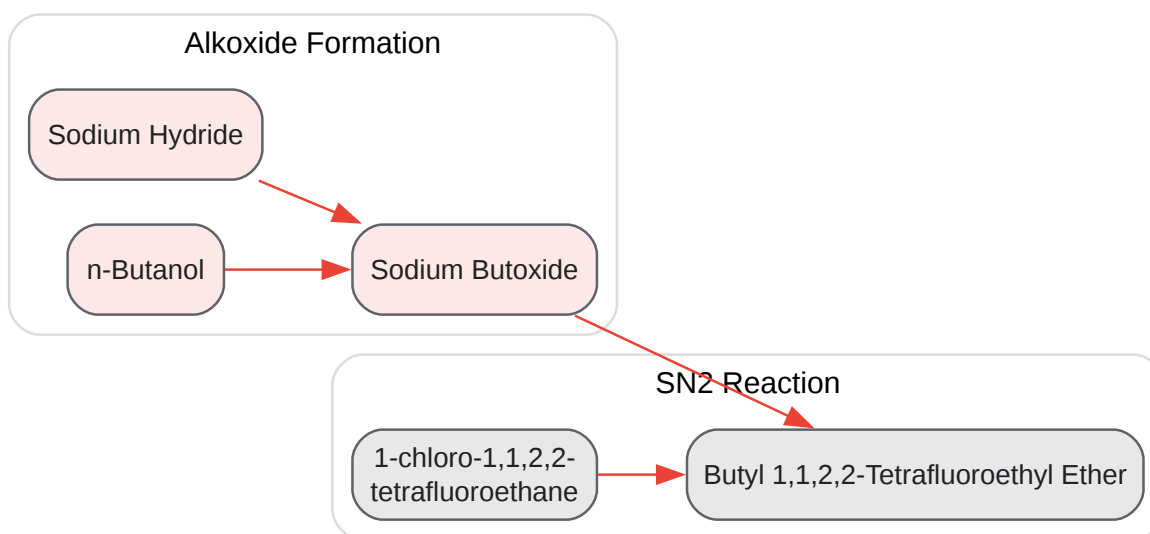 Alkoxide Formation
Sodium Hydride
n-Butanol
Sodium Butoxide
SN2 Reaction
1-chloro-1,1,2,2-
tetrafluoroethane
Butyl 1,1,2,2-Tetrafluoroethyl Ether